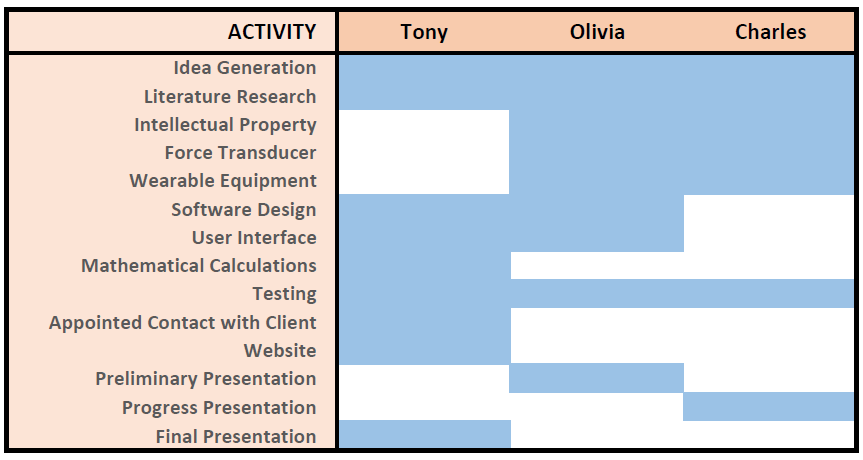 ACTIVITY Tony Olivia Charles
Idea Generation
Literature Research
Intellectual Property
Force Transducer
Wearable Equipment
Software Design
User Interface
Mathematical Calculations
Testing
Appointed Contact with Client
Website
Preliminary Presentation
Progress Presentation
Final Presentation